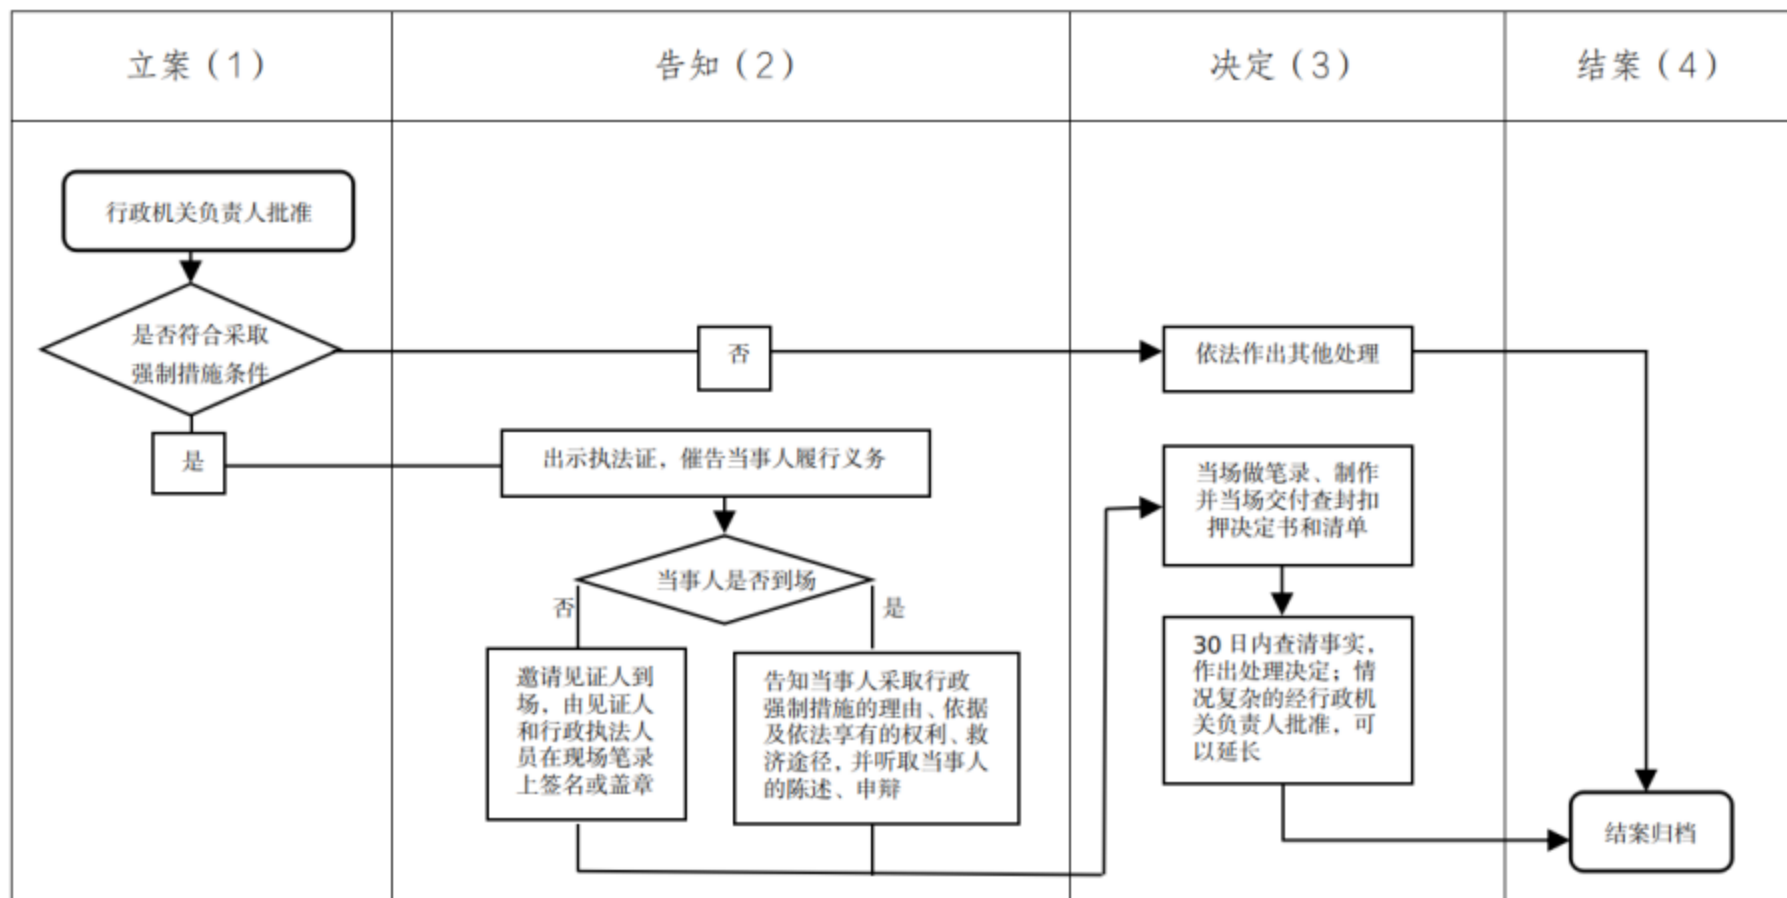 立案（1）
告知（2）
决定（3）
结案（4）
行政机关负责人批准
是否符合采取
强制措施条件
否
依法作出其他处理
是
出示执法证，催告当事人履行义务
当事人是否到场
否
是
邀请见证人到
场，由见证人
和行政执法人
员在现场笔录
上签名或盖章
告知当事人采取行政
强制措施的理由、依据
及依法享有的权利、救
济途径，并听取当事人
的陈述、申辩
当场做笔录、制作
并当场交付查封扣
押决定书和清单
30 日内查清事实，
作出处理决定；情
况复杂的经行政机
关负责人批准，可
以延长
结案归档